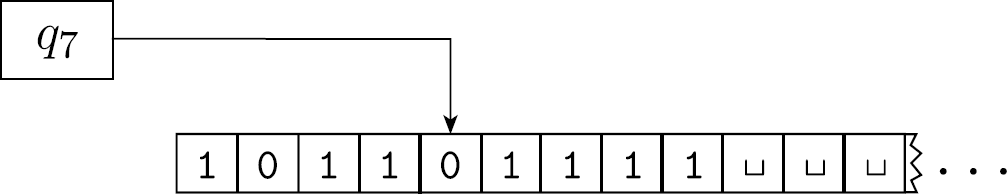 q₇
1 0 1 1 0 1 1 1 1 ␣ ␣ ␣ . . .